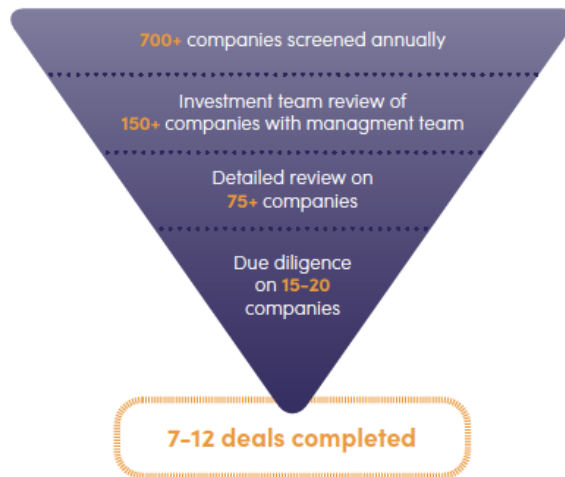 700+ companies screened annually
Investment team review of
150+ companies with managment team
Detailed review on
75+ companies
Due diligence
on 15-20
companies
7-12 deals completed